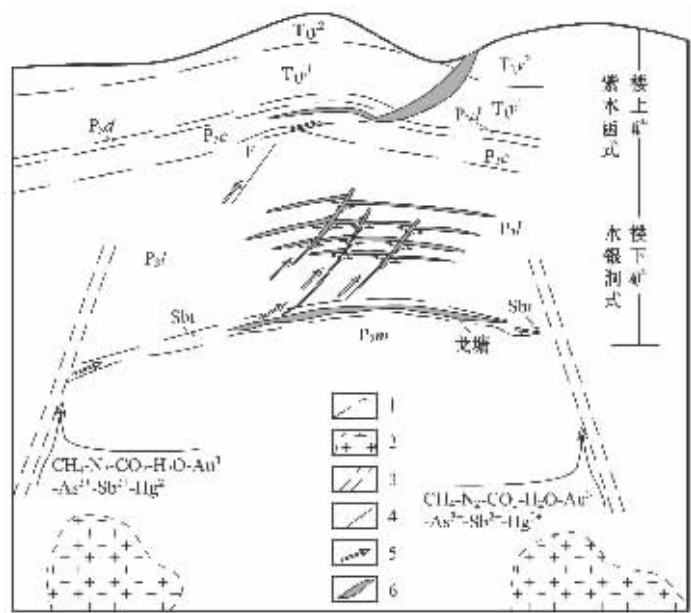 T₁y²
T₁y¹
T₁y²
T₁y¹
P₃d
P₃d
P₃c
P₃c
F
紫木凼式
楼上矿
P₃l
P₃l
水银洞式
楼下矿
Sbt
Sbt
P₂m
戈塘
CH₄-N₂-CO₂-H₂O-Au⁺
-As³⁺-Sb³⁺-Hg²
CH₄-N₂-CO₂-H₂O-Au⁺
-As³⁺-Sb³⁺-Hg²⁺
1
2
3
4
5
6